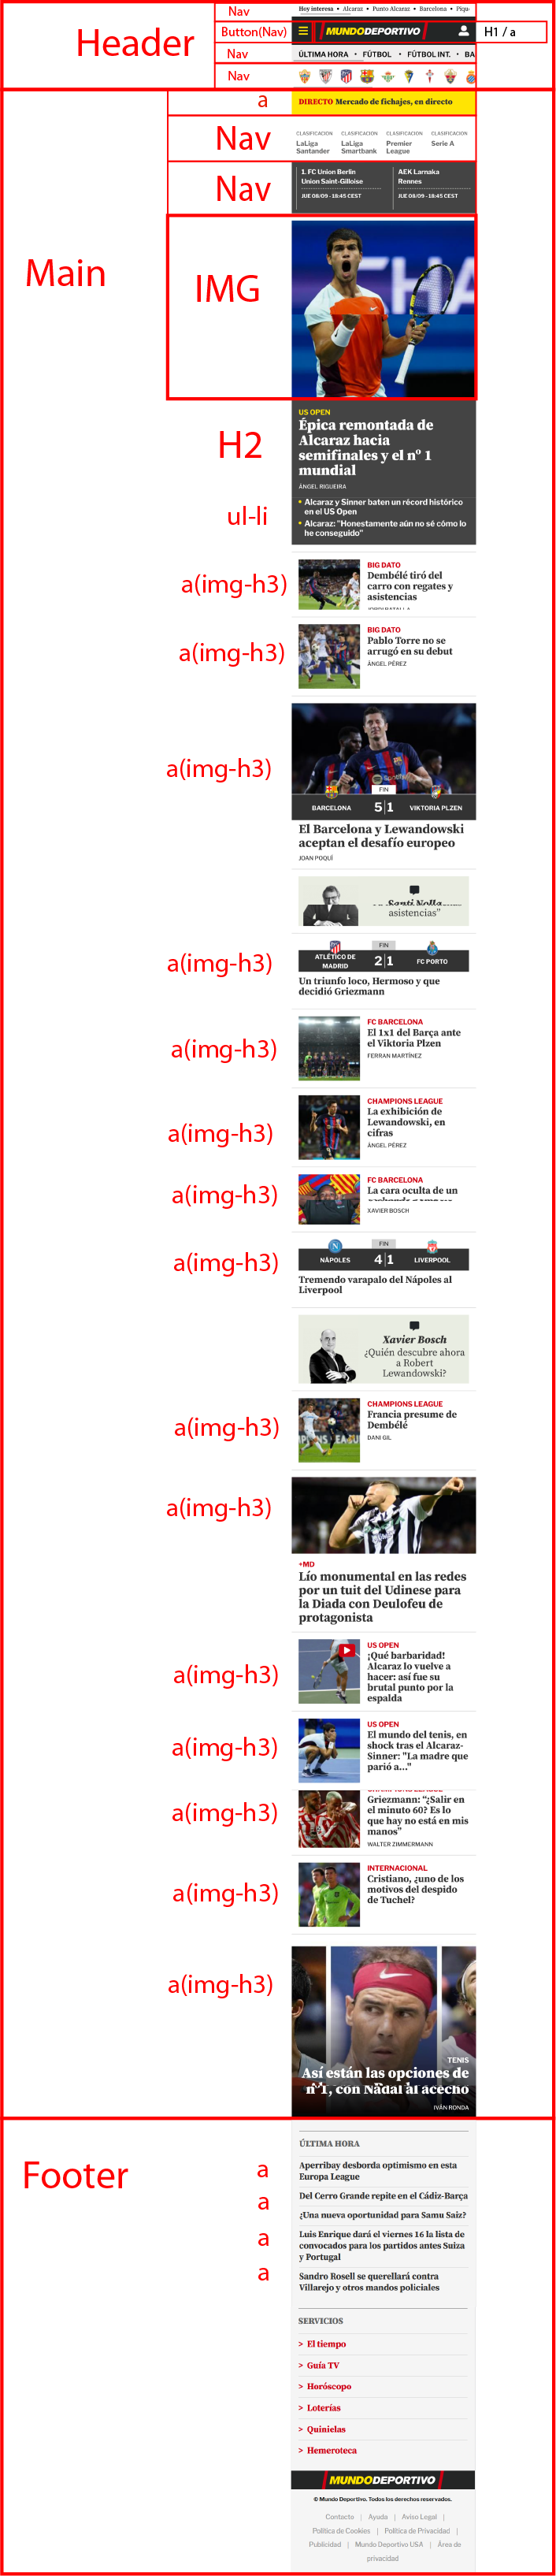 Nav
Hoy interesa • Alcaraz • Punto Alcaraz • Barcelona • Piqu
Header
Button(Nav)
MUNDODEPORTIVO
H1 / a
Nav
ÚLTIMA HORA · FÚTBOL • FÚTBOL INT. • BA
Nav
a
DIRECTO Mercado de fichajes, en directo
Nav
CLASIFICACIÓN CLASIFICACIÓN CLASIFICACIÓN CLASIFICACIÓN
LaLiga LaLiga Premier Serie A
Santander Smartbank League
Nav
1. FC Union Berlin AEK Larnaka
Union Saint-Gilloise Rennes
JUE 08/09 - 18:45 CEST JUE 08/09 - 18:45 CEST
Main
IMG
H2
US OPEN
Épica remontada de
Alcaraz hacia
semifinales y el nº 1
mundial
ÁNGEL RIGUEIRA
ul-li
• Alcaraz y Sinner baten un récord histórico
en el US Open
• Alcaraz: "Honestamente aún no sé cómo lo
he conseguido"
a(img-h3)
BIG DATO
Dembélé tiró del
carro con regates y
asistencias
JORDI BATALLA
a(img-h3)
BIG DATO
Pablo Torre no se
arrugó en su debut
ÁNGEL PÉREZ
a(img-h3)
Spotify
FIN
BARCELONA 5|1 VIKTORIA PLZEN
El Barcelona y Lewandowski
aceptan el desafío europeo
JOAN POQUÍ
Santi Nolla
asistencias”
a(img-h3)
FIN
ATLÉTICO DE
MADRID 2|1 FC PORTO
Un triunfo loco, Hermoso y que
decidió Griezmann
a(img-h3)
FC BARCELONA
El 1x1 del Barça ante
el Viktoria Plzen
FERRAN MARTÍNEZ
a(img-h3)
CHAMPIONS LEAGUE
La exhibición de
Lewandowski, en
cifras
ÁNGEL PÉREZ
a(img-h3)
FC BARCELONA
La cara oculta de un
XAVIER BOSCH
a(img-h3)
FIN
NÁPOLES 4|1 LIVERPOOL
Tremendo varapalo del Nápoles al
Liverpool
Xavier Bosch
¿Quién descubre ahora
a Robert
Lewandowski?
a(img-h3)
CHAMPIONS LEAGUE
Francia presume de
Dembélé
DANI GIL
a(img-h3)
+MD
Lío monumental en las redes
por un tuit del Udinese para
la Diada con Deulofeu de
protagonista
a(img-h3)
US OPEN
¡Qué barbaridad!
Alcaraz lo vuelve a
hacer: así fue su
brutal punto por la
espalda
a(img-h3)
US OPEN
El mundo del tenis, en
shock tras el Alcaraz-
Sinner: "La madre que
parió a..."
a(img-h3)
CHAMPIONS LEAGUE
Griezmann: “¿Salir en
el minuto 60? Es lo
que hay no está en mis
manos”
WALTER ZIMMERMANN
a(img-h3)
INTERNACIONAL
Cristiano, ¿uno de los
motivos del despido
de Tuchel?
a(img-h3)
TENIS
Así están las opciones de
nº1, con Nadal al acecho
IVÁN RONDA
Footer
ÚLTIMA HORA
a
Aperribay desborda optimismo en esta
Europa League
a
Del Cerro Grande repite en el Cádiz-Barça
¿Una nueva oportunidad para Samu Saiz?
a
Luis Enrique dará el viernes 16 la lista de
convocados para los partidos antes Suiza
y Portugal
a
Sandro Rosell se querellará contra
Villarejo y otros mandos policiales
SERVICIOS
> El tiempo
> Guía TV
> Horóscopo
> Loterías
> Quinielas
> Hemeroteca
MUNDODEPORTIVO
© Mundo Deportivo. Todos los derechos reservados.
Contacto | Ayuda | Aviso Legal |
Política de Cookies | Política de Privacidad |
Publicidad | Mundo Deportivo USA | Área de
privacidad